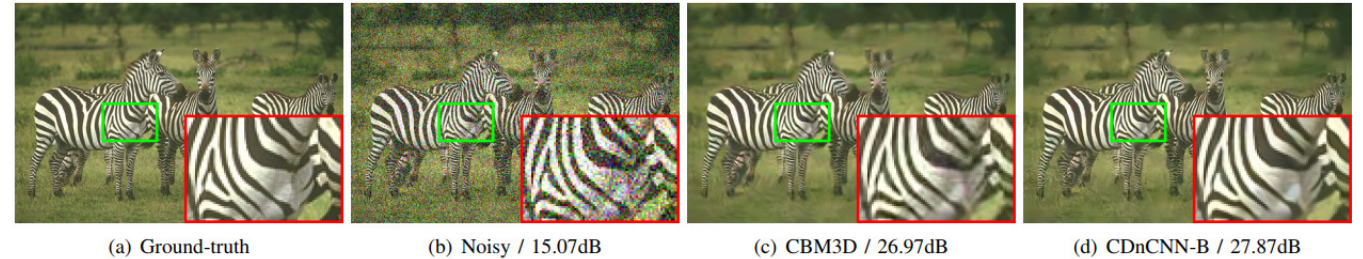 (a) Ground-truth
(b) Noisy / 15.07dB
(c) CBM3D / 26.97dB
(d) CDnCNN-B / 27.87dB